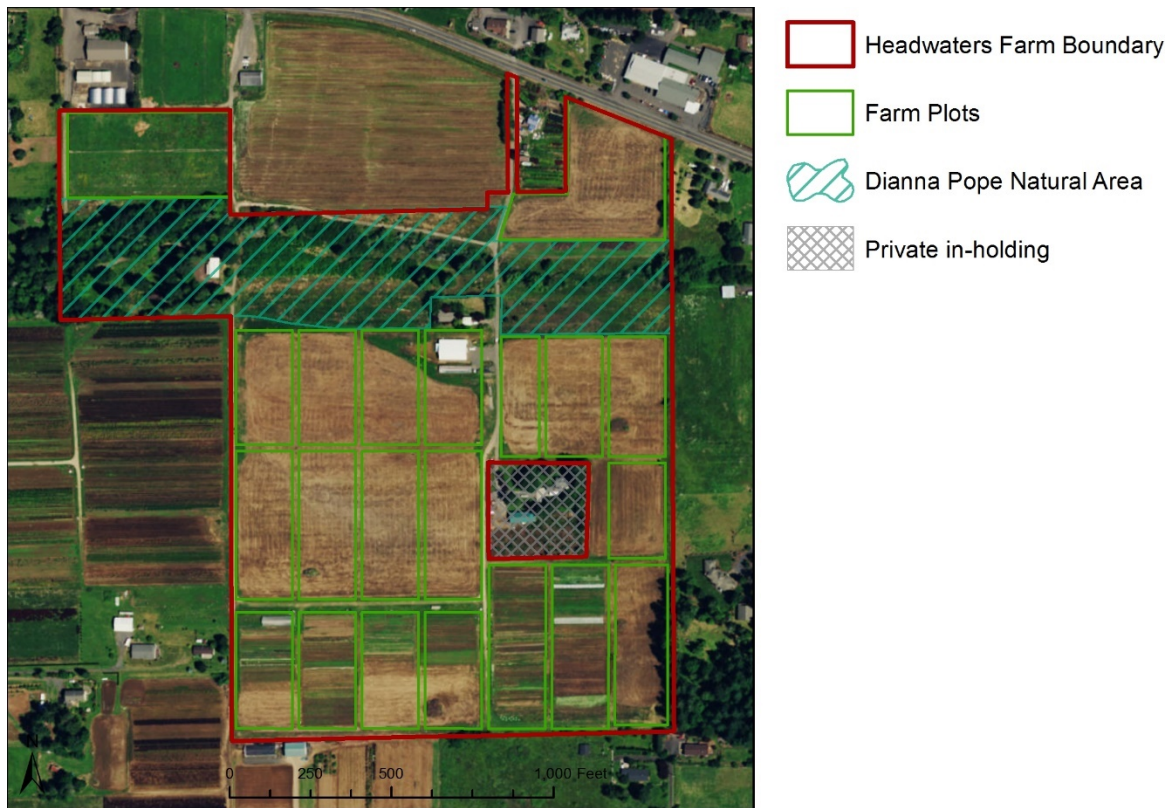 Headwaters Farm Boundary
Farm Plots
Dianna Pope Natural Area
Private in-holding
N
0 250 500 1,000 Feet